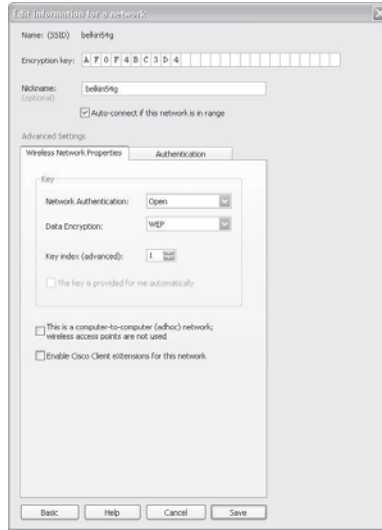 Edit information for a network
Name: (SSID) belkin54g
Encryption key: A F 0 F 4 B C 3 D 4
Nickname: belkin54g
(optional)
Auto-connect if this network is in range
Advanced Settings
Wireless Network Properties Authentication
Key
Network Authentication: Open
Data Encryption: WEP
Key index (advanced): 1
The key is provided for me automatically
This is a computer-to-computer (adhoc) network;
wireless access points are not used
Enable Cisco Client eXtensions for this network
Basic Help Cancel Save